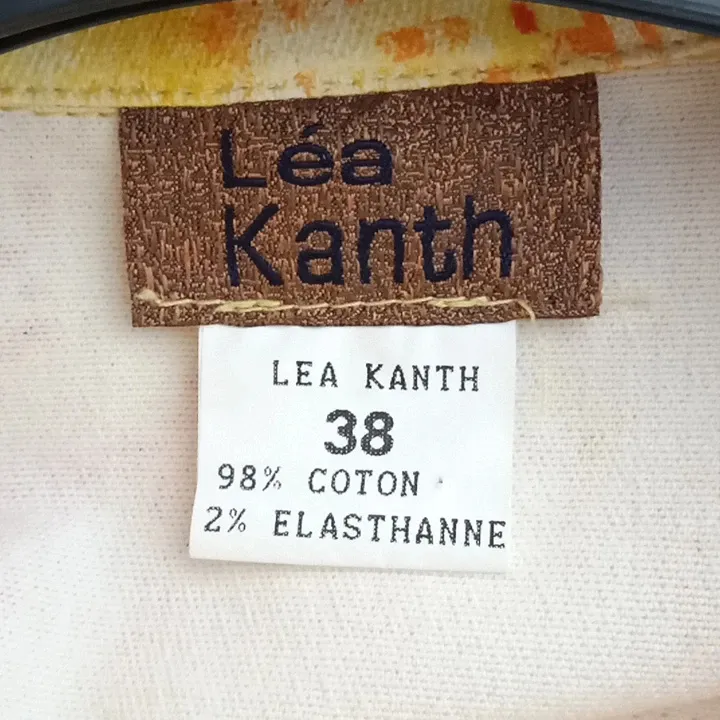 Léa
Kanth
LEA KANTH
38
98% COTON
2% ELASTHANNE